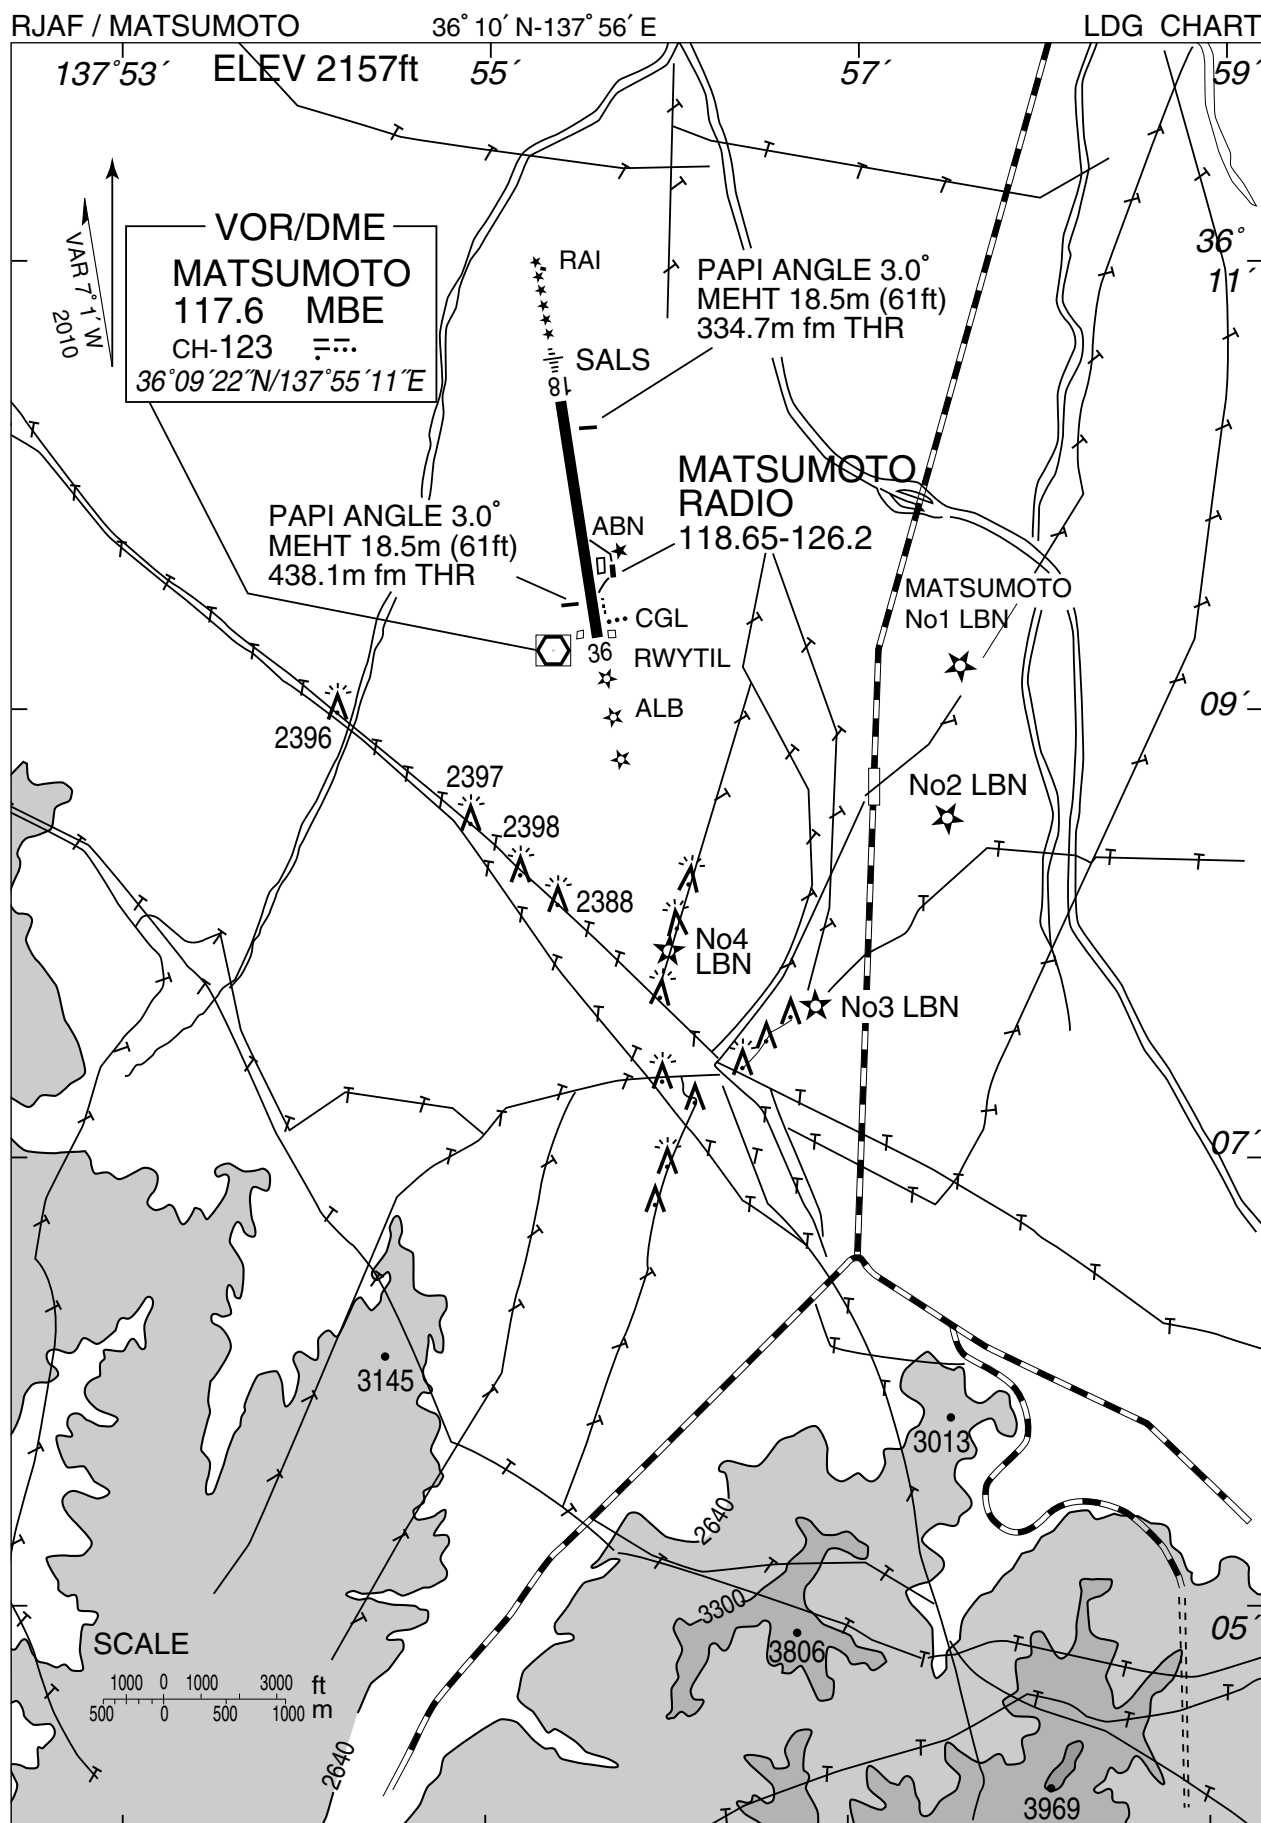 RJAF / MATSUMOTO 36°10′N-137°56′E LDG CHART
137°53′ ELEV 2157ft 55′ 57′ 59′
VAR 7°1′W
2010
VOR/DME
MATSUMOTO
117.6 MBE
CH-123
36°09′22″N/137°55′11″E
RAI
SALS
18
PAPI ANGLE 3.0°
MEHT 18.5m (61ft)
334.7m fm THR
36°
11′
MATSUMOTO
RADIO
118.65-126.2
PAPI ANGLE 3.0°
MEHT 18.5m (61ft)
438.1m fm THR
ABN
CGL
36
RWYTIL
ALB
MATSUMOTO
No1 LBN
09′
2396
2397
2398
2388
No2 LBN
No4
LBN
No3 LBN
07′
3145
3013
2640
3300
3806
05′
SCALE
1000 0 1000 3000 ft
500 0 500 1000 m
2640
3969